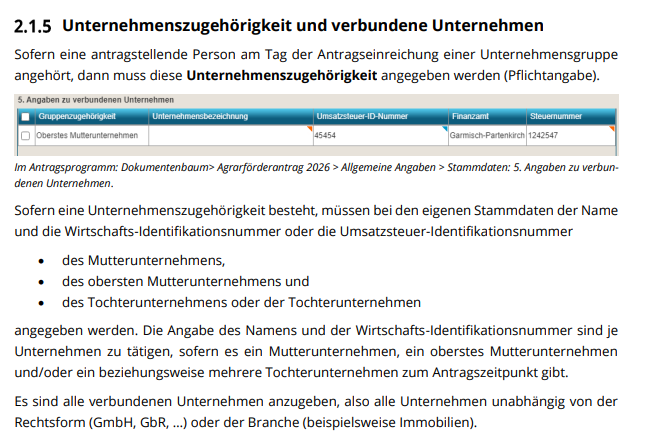 2.1.5 Unternehmenszugehörigkeit und verbundene Unternehmen
Sofern eine antragstellende Person am Tag der Antragseinreichung einer Unternehmensgruppe
angehört, dann muss diese Unternehmenszugehörigkeit angegeben werden (Pflichtangabe).
5. Angaben zu verbundenen Unternehmen
Gruppenzugehörigkeit Unternehmensbezeichnung Umsatzsteuer-ID-Nummer Finanzamt Steuernummer
Oberstes Mutterunternehmen 45454 Garmisch-Partenkirch 1242547
Im Antragsprogramm: Dokumentenbaum> Agrarförderantrag 2026 > Allgemeine Angaben > Stammdaten: 5. Angaben zu verbun-
denen Unternehmen.
Sofern eine Unternehmenszugehörigkeit besteht, müssen bei den eigenen Stammdaten der Name
und die Wirtschafts-Identifikationsnummer oder die Umsatzsteuer-Identifikationsnummer
• des Mutterunternehmens,
• des obersten Mutterunternehmens und
• des Tochterunternehmens oder der Tochterunternehmen
angegeben werden. Die Angabe des Namens und der Wirtschafts-Identifikationsnummer sind je
Unternehmen zu tätigen, sofern es ein Mutterunternehmen, ein oberstes Mutterunternehmen
und/oder ein beziehungsweise mehrere Tochterunternehmen zum Antragszeitpunkt gibt.
Es sind alle verbundenen Unternehmen anzugeben, also alle Unternehmen unabhängig von der
Rechtsform (GmbH, GbR, ...) oder der Branche (beispielsweise Immobilien).